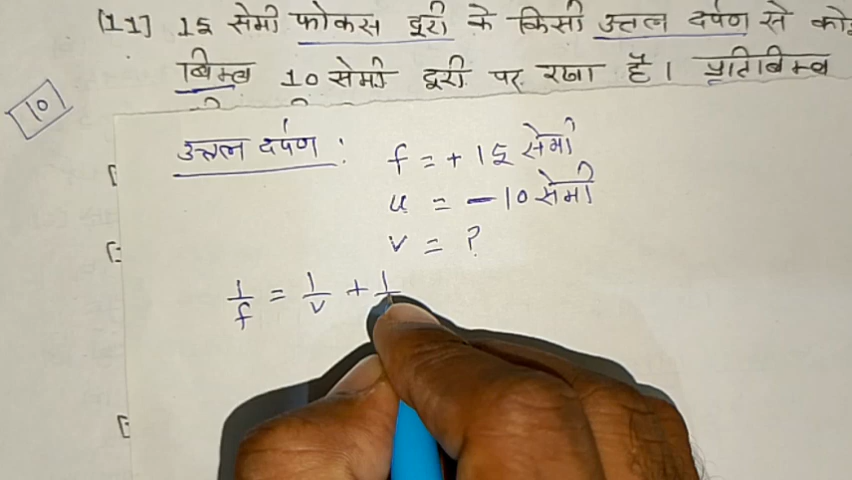 [11] 15 सेमी फोकस दूरी के किसी उत्तल दर्पण से
बिम्ब 10 सेमी दूरी पर रखा है। प्रतिबिम्ब
10
उत्तल दर्पण :
f = + 15 सेमी
u = - 10 सेमी
v = ?
1/f = 1/v + 1/